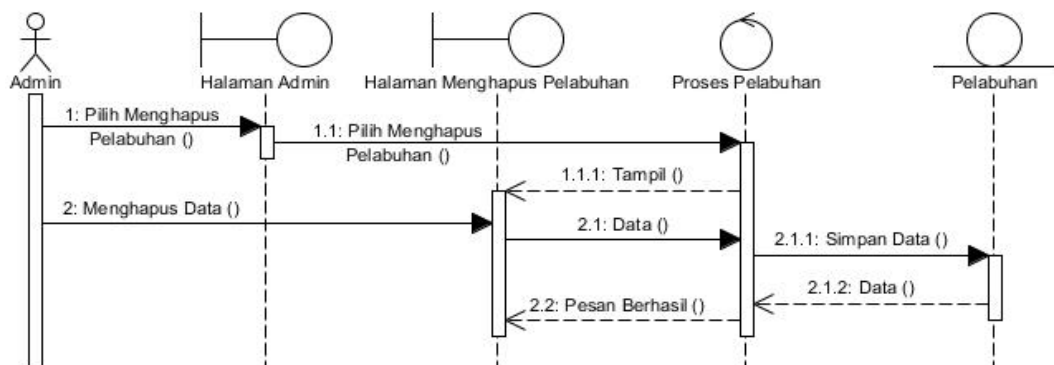 Admin
Halaman Admin
Halaman Menghapus Pelabuhan
Proses Pelabuhan
Pelabuhan
1: Pilih Menghapus
Pelabuhan ()
1.1: Pilih Menghapus
Pelabuhan ()
1.1.1: Tampil ()
2: Menghapus Data ()
2.1: Data ()
2.1.1: Simpan Data ()
2.1.2: Data ()
2.2: Pesan Berhasil ()